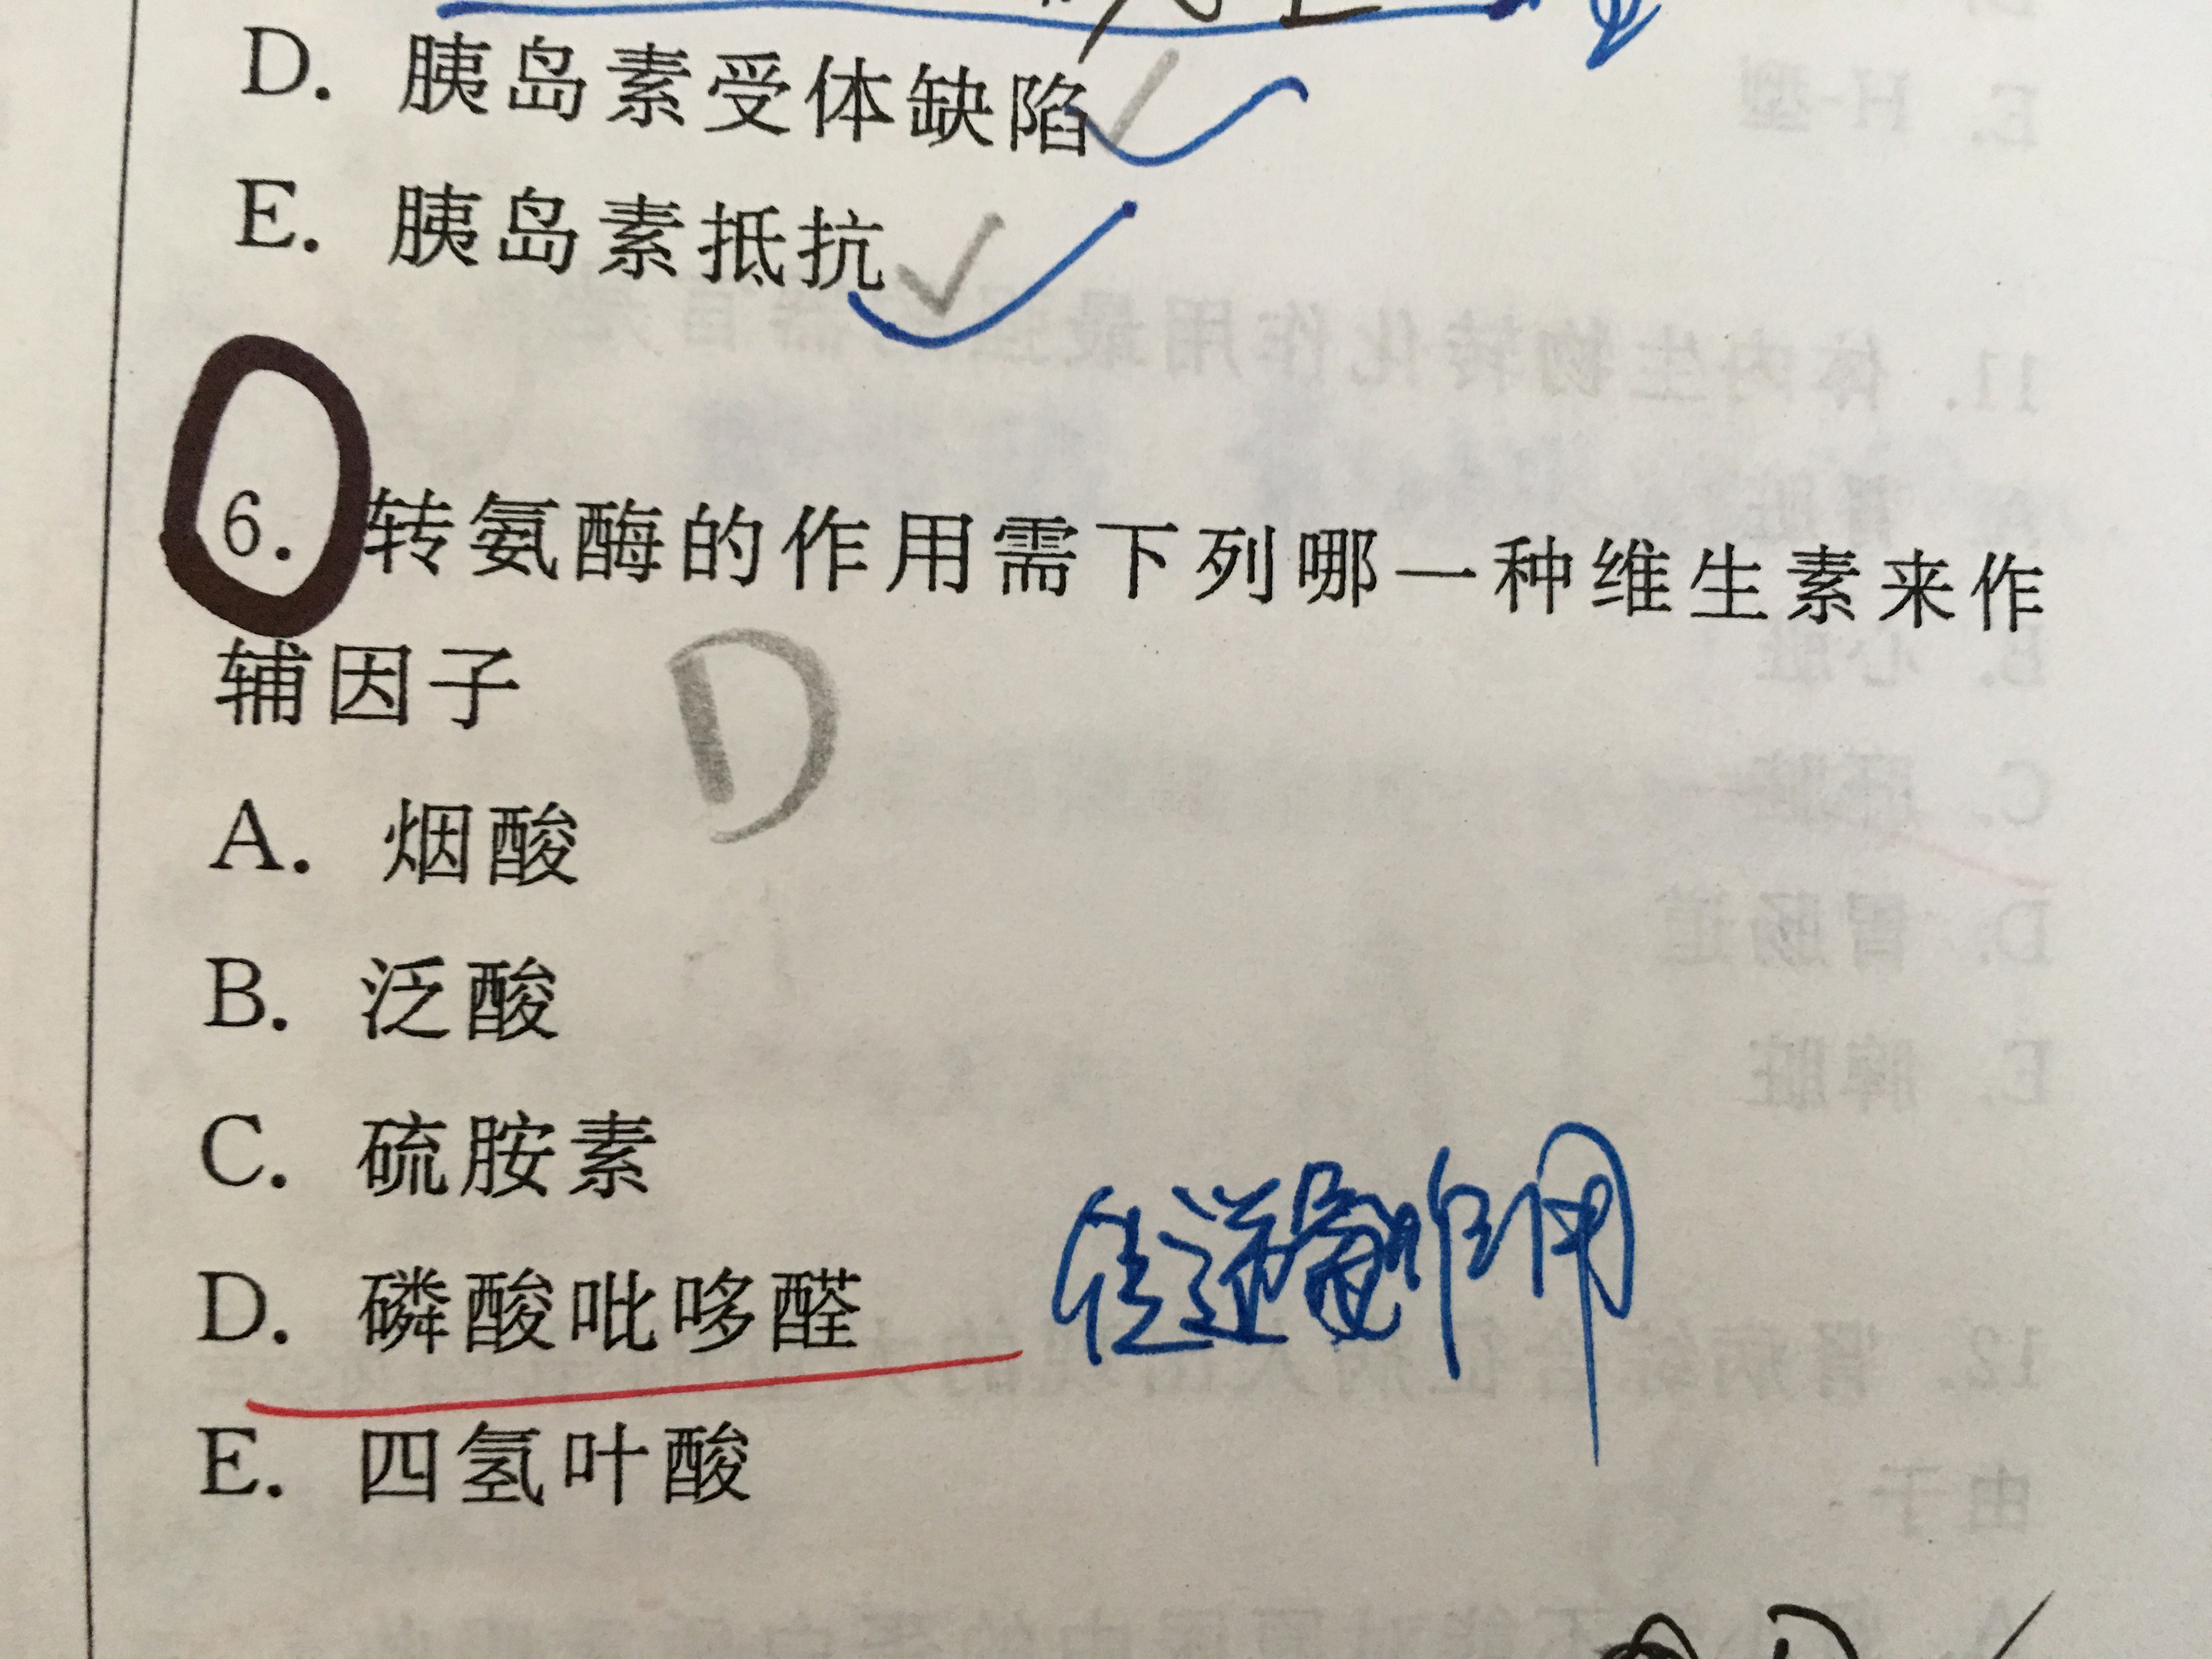 D. 胰岛素受体缺陷
E. 胰岛素抵抗
6. 转氨酶的作用需下列哪一种维生素来作
辅因子
D
A. 烟酸
B. 泛酸
C. 硫胺素
D. 磷酸吡哆醛
E. 四氢叶酸